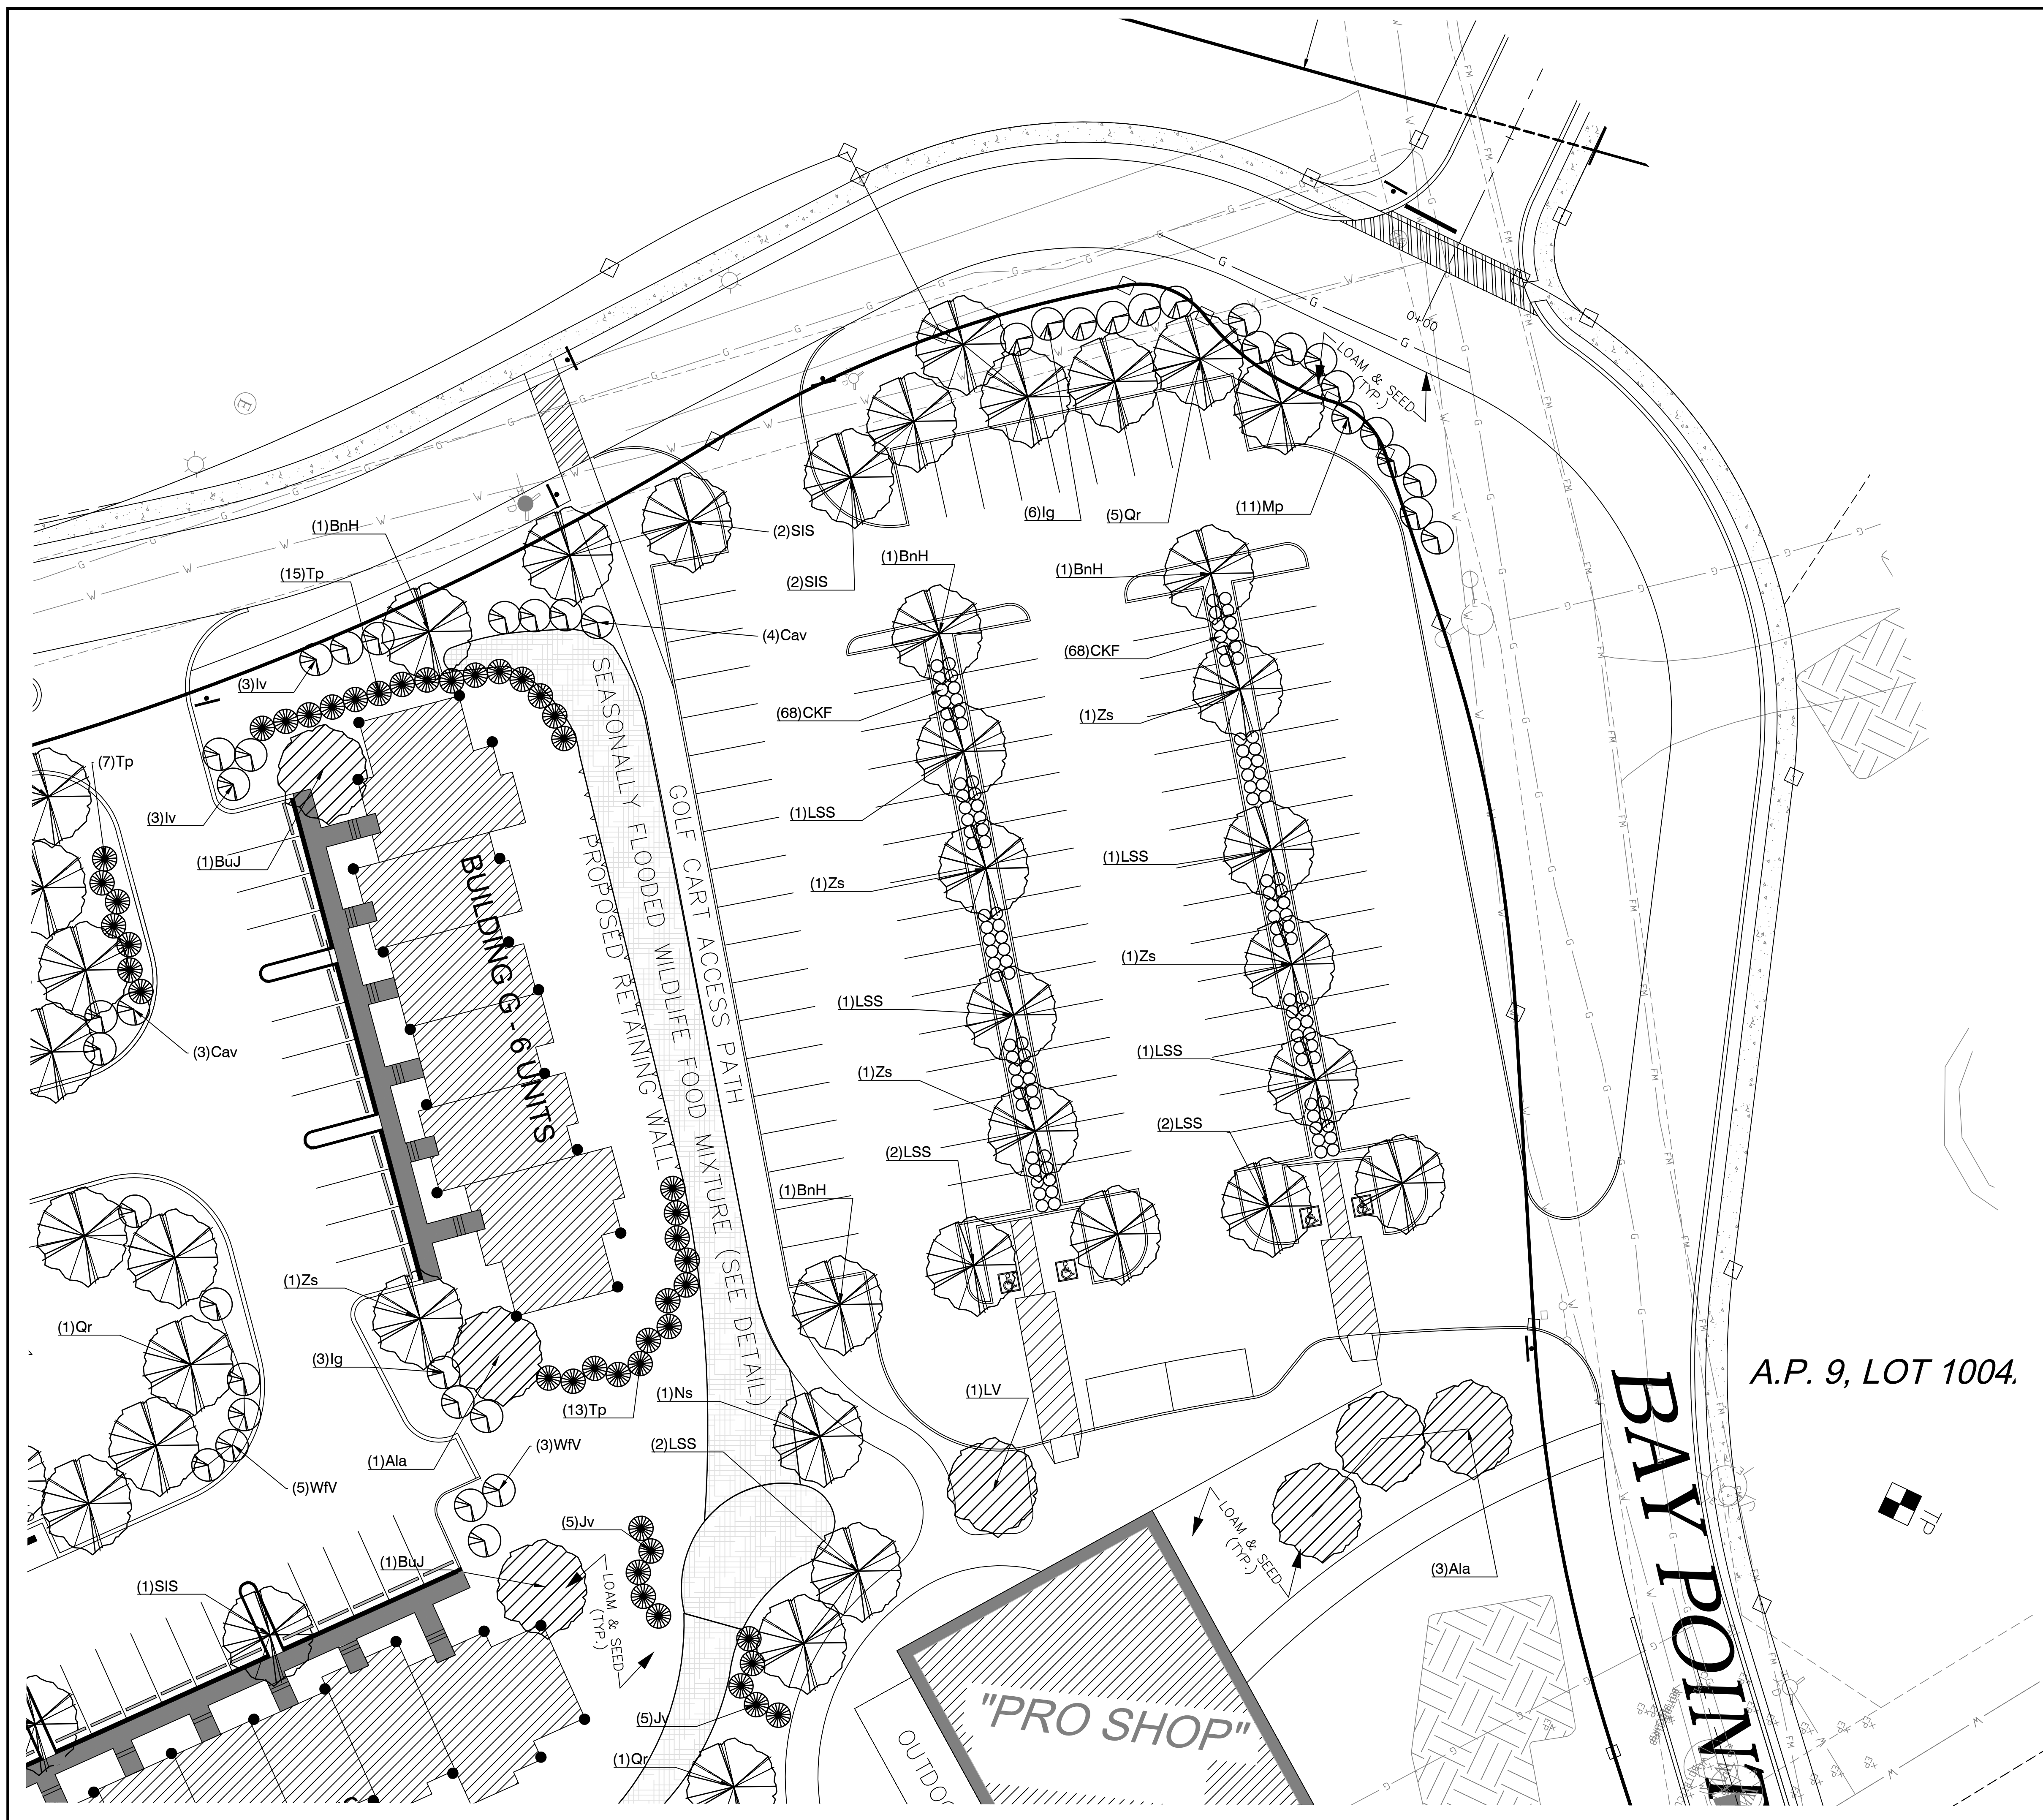 0+00
LOAM & SEED
(TYP.)
(6)Ig
(5)Qr
(11)Mp
(1)BnH
(2)SIS
(15)Tp
(1)BnH
(1)BnH
(2)SIS
(4)Cav
(68)CKF
(3)Iv
(68)CKF
(1)Zs
(7)Tp
(3)Iv
(1)LSS
(1)BuJ
(1)LSS
(1)Zs
SEASONALLY FLOODED WILDLIFE FOOD MIXTURE (SEE DETAIL)
GOLF CART ACCESS PATH
PROPOSED RETAINING WALL
BUILDING G - 6 UNITS
(1)Zs
(1)LSS
(3)Cav
(1)LSS
(1)Zs
(2)LSS
(2)LSS
(1)BnH
(1)Zs
(1)Qr
(3)Ig
(1)LV
(1)Ns
(13)Tp
(2)LSS
(3)WfV
(1)Ala
(5)WfV
A.P. 9, LOT 1004
BAY POINT
(5)Jv
LOAM & SEED
(TYP.)
(1)BuJ
(3)Ala
(1)SIS
LOAM & SEED
(TYP.)
TP
(5)Jv
"PRO SHOP"
(1)Qr
E
G
W
FM